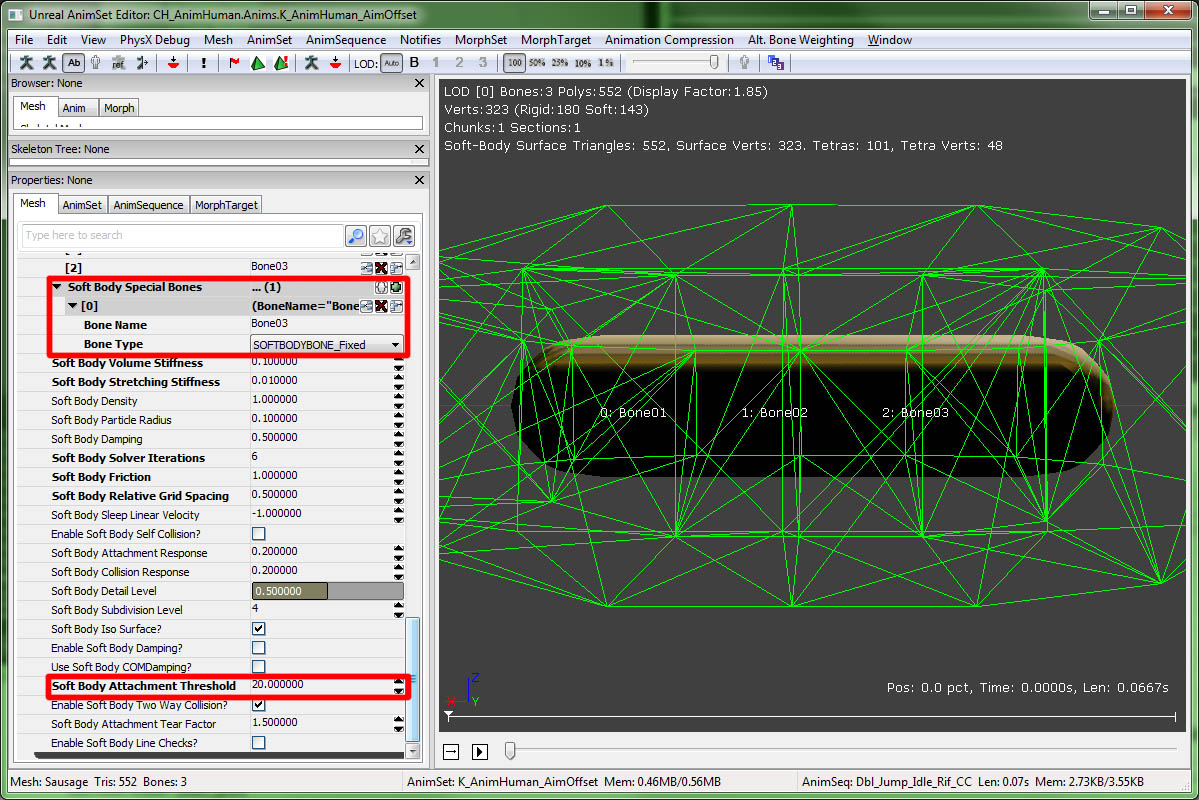 Unreal AnimSet Editor: CH_AnimHuman.Anims.K_AnimHuman_AimOffset
File Edit View PhysX Debug Mesh AnimSet AnimSequence Notifies MorphSet MorphTarget Animation Compression Alt. Bone Weighting Window
Ab ref ! LOD: Auto B 1 2 3 100 50% 25% 10% 1%
Browser: None
Mesh Anim Morph
Skeleton Tree: None
Properties: None
Mesh AnimSet AnimSequence MorphTarget
Type here to search
[2] Bone03
Soft Body Special Bones ... (1)
[0] (BoneName="Bone
Bone Name Bone03
Bone Type SOFTBODYBONE_Fixed
Soft Body Volume Stiffness 0.100000
Soft Body Stretching Stiffness 0.010000
Soft Body Density 1.000000
Soft Body Particle Radius 0.100000
Soft Body Damping 0.500000
Soft Body Solver Iterations 6
Soft Body Friction 1.000000
Soft Body Relative Grid Spacing 0.500000
Soft Body Sleep Linear Velocity -1.000000
Enable Soft Body Self Collision?
Soft Body Attachment Response 0.200000
Soft Body Collision Response 0.200000
Soft Body Detail Level 0.500000
Soft Body Subdivision Level 4
Soft Body Iso Surface?
Enable Soft Body Damping?
Use Soft Body COMDamping?
Soft Body Attachment Threshold 20.000000
Enable Soft Body Two Way Collision?
Soft Body Attachment Tear Factor 1.500000
Enable Soft Body Line Checks?
LOD [0] Bones:3 Polys:552 (Display Factor:1.85)
Verts:323 (Rigid:180 Soft:143)
Chunks:1 Sections:1
Soft-Body Surface Triangles: 552, Surface Verts: 323. Tetras: 101, Tetra Verts: 48
0: Bone01 1: Bone02 2: Bone03
Z
X Y
Pos: 0.0 pct, Time: 0.0000s, Len: 0.0667s
Mesh: Sausage Tris: 552 Bones: 3
AnimSet: K_AnimHuman_AimOffset Mem: 0.46MB/0.56MB
AnimSeq: Dbl_Jump_Idle_Rif_CC Len: 0.07s Mem: 2.73KB/3.55KB